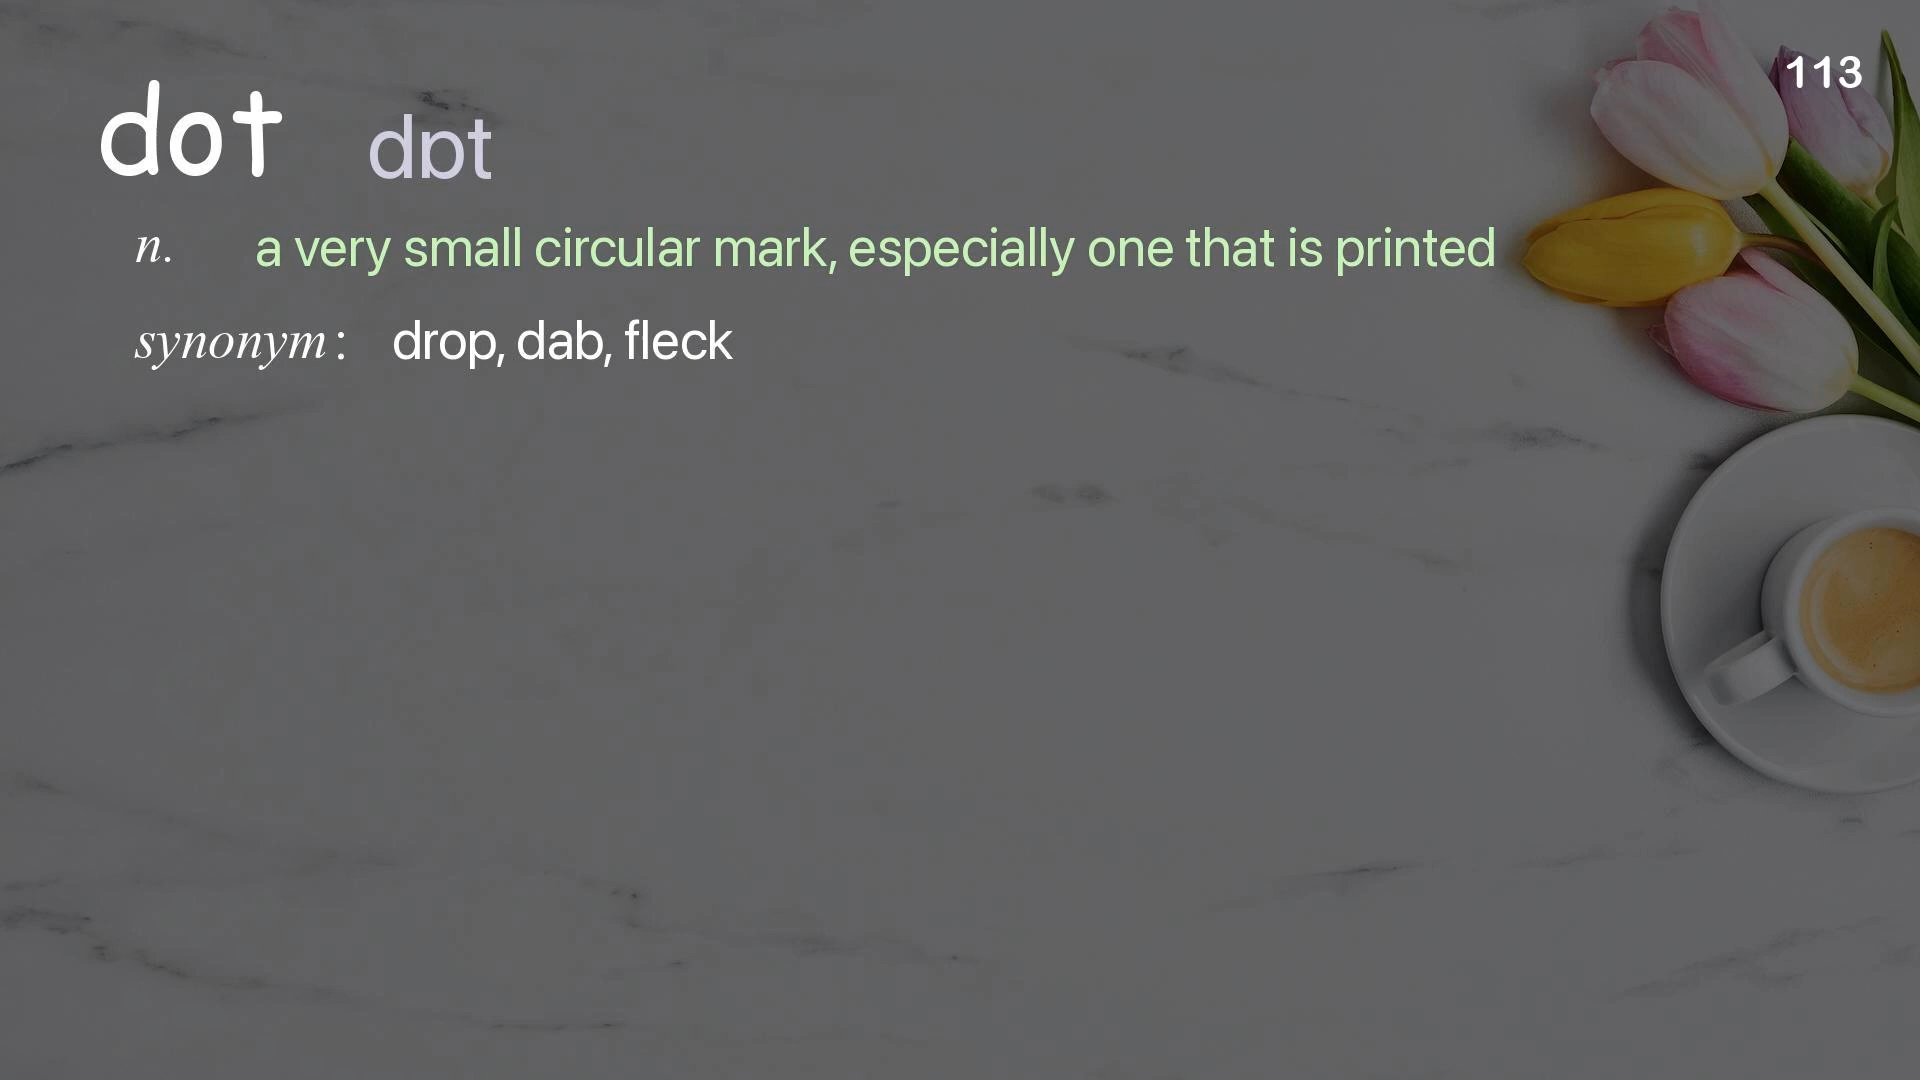 113
dot dɒt
n. a very small circular mark, especially one that is printed
synonym: drop, dab, fleck